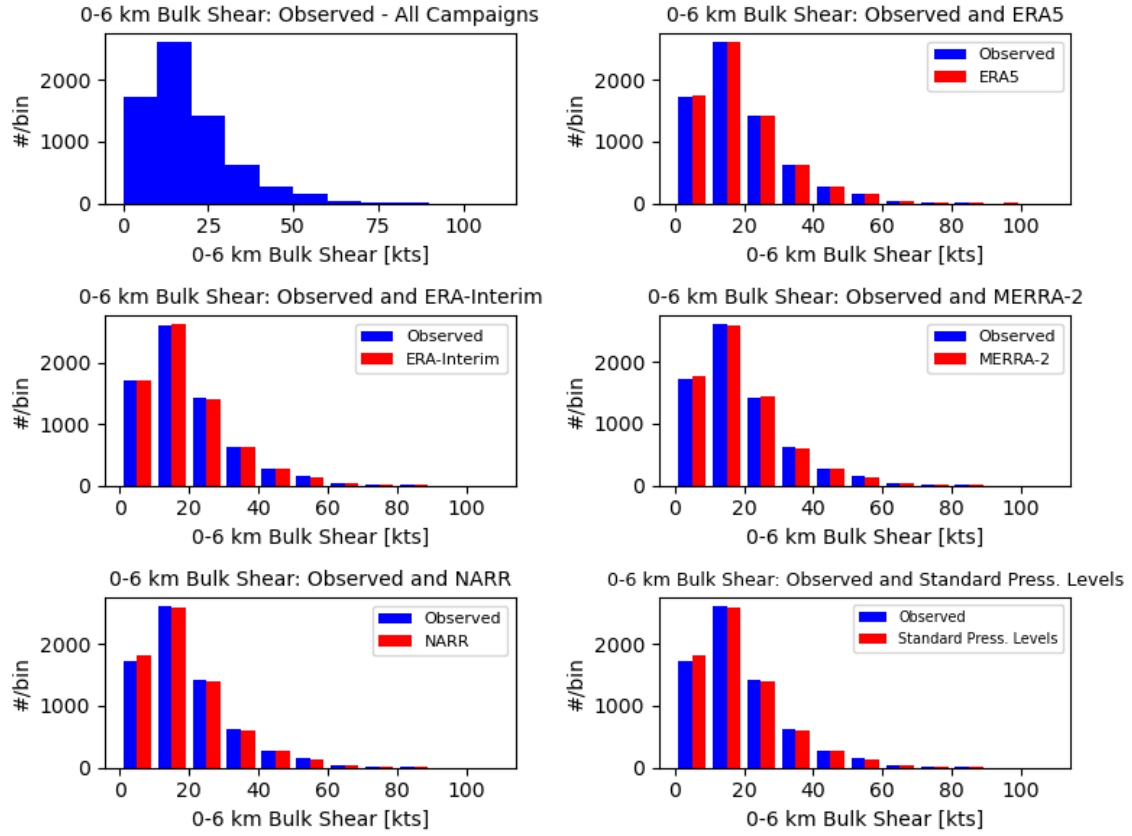 0-6 km Bulk Shear: Observed - All Campaigns
#/bin
2000
1000
0
0 25 50 75 100
0-6 km Bulk Shear [kts]
0-6 km Bulk Shear: Observed and ERA5
Observed
ERA5
#/bin
2000
1000
0
0 20 40 60 80 100
0-6 km Bulk Shear [kts]
0-6 km Bulk Shear: Observed and ERA-Interim
Observed
ERA-Interim
#/bin
2000
1000
0
0 20 40 60 80 100
0-6 km Bulk Shear [kts]
0-6 km Bulk Shear: Observed and MERRA-2
Observed
MERRA-2
#/bin
2000
1000
0
0 20 40 60 80 100
0-6 km Bulk Shear [kts]
0-6 km Bulk Shear: Observed and NARR
Observed
NARR
#/bin
2000
1000
0
0 20 40 60 80 100
0-6 km Bulk Shear [kts]
0-6 km Bulk Shear: Observed and Standard Press. Levels
Observed
Standard Press. Levels
#/bin
2000
1000
0
0 20 40 60 80 100
0-6 km Bulk Shear [kts]